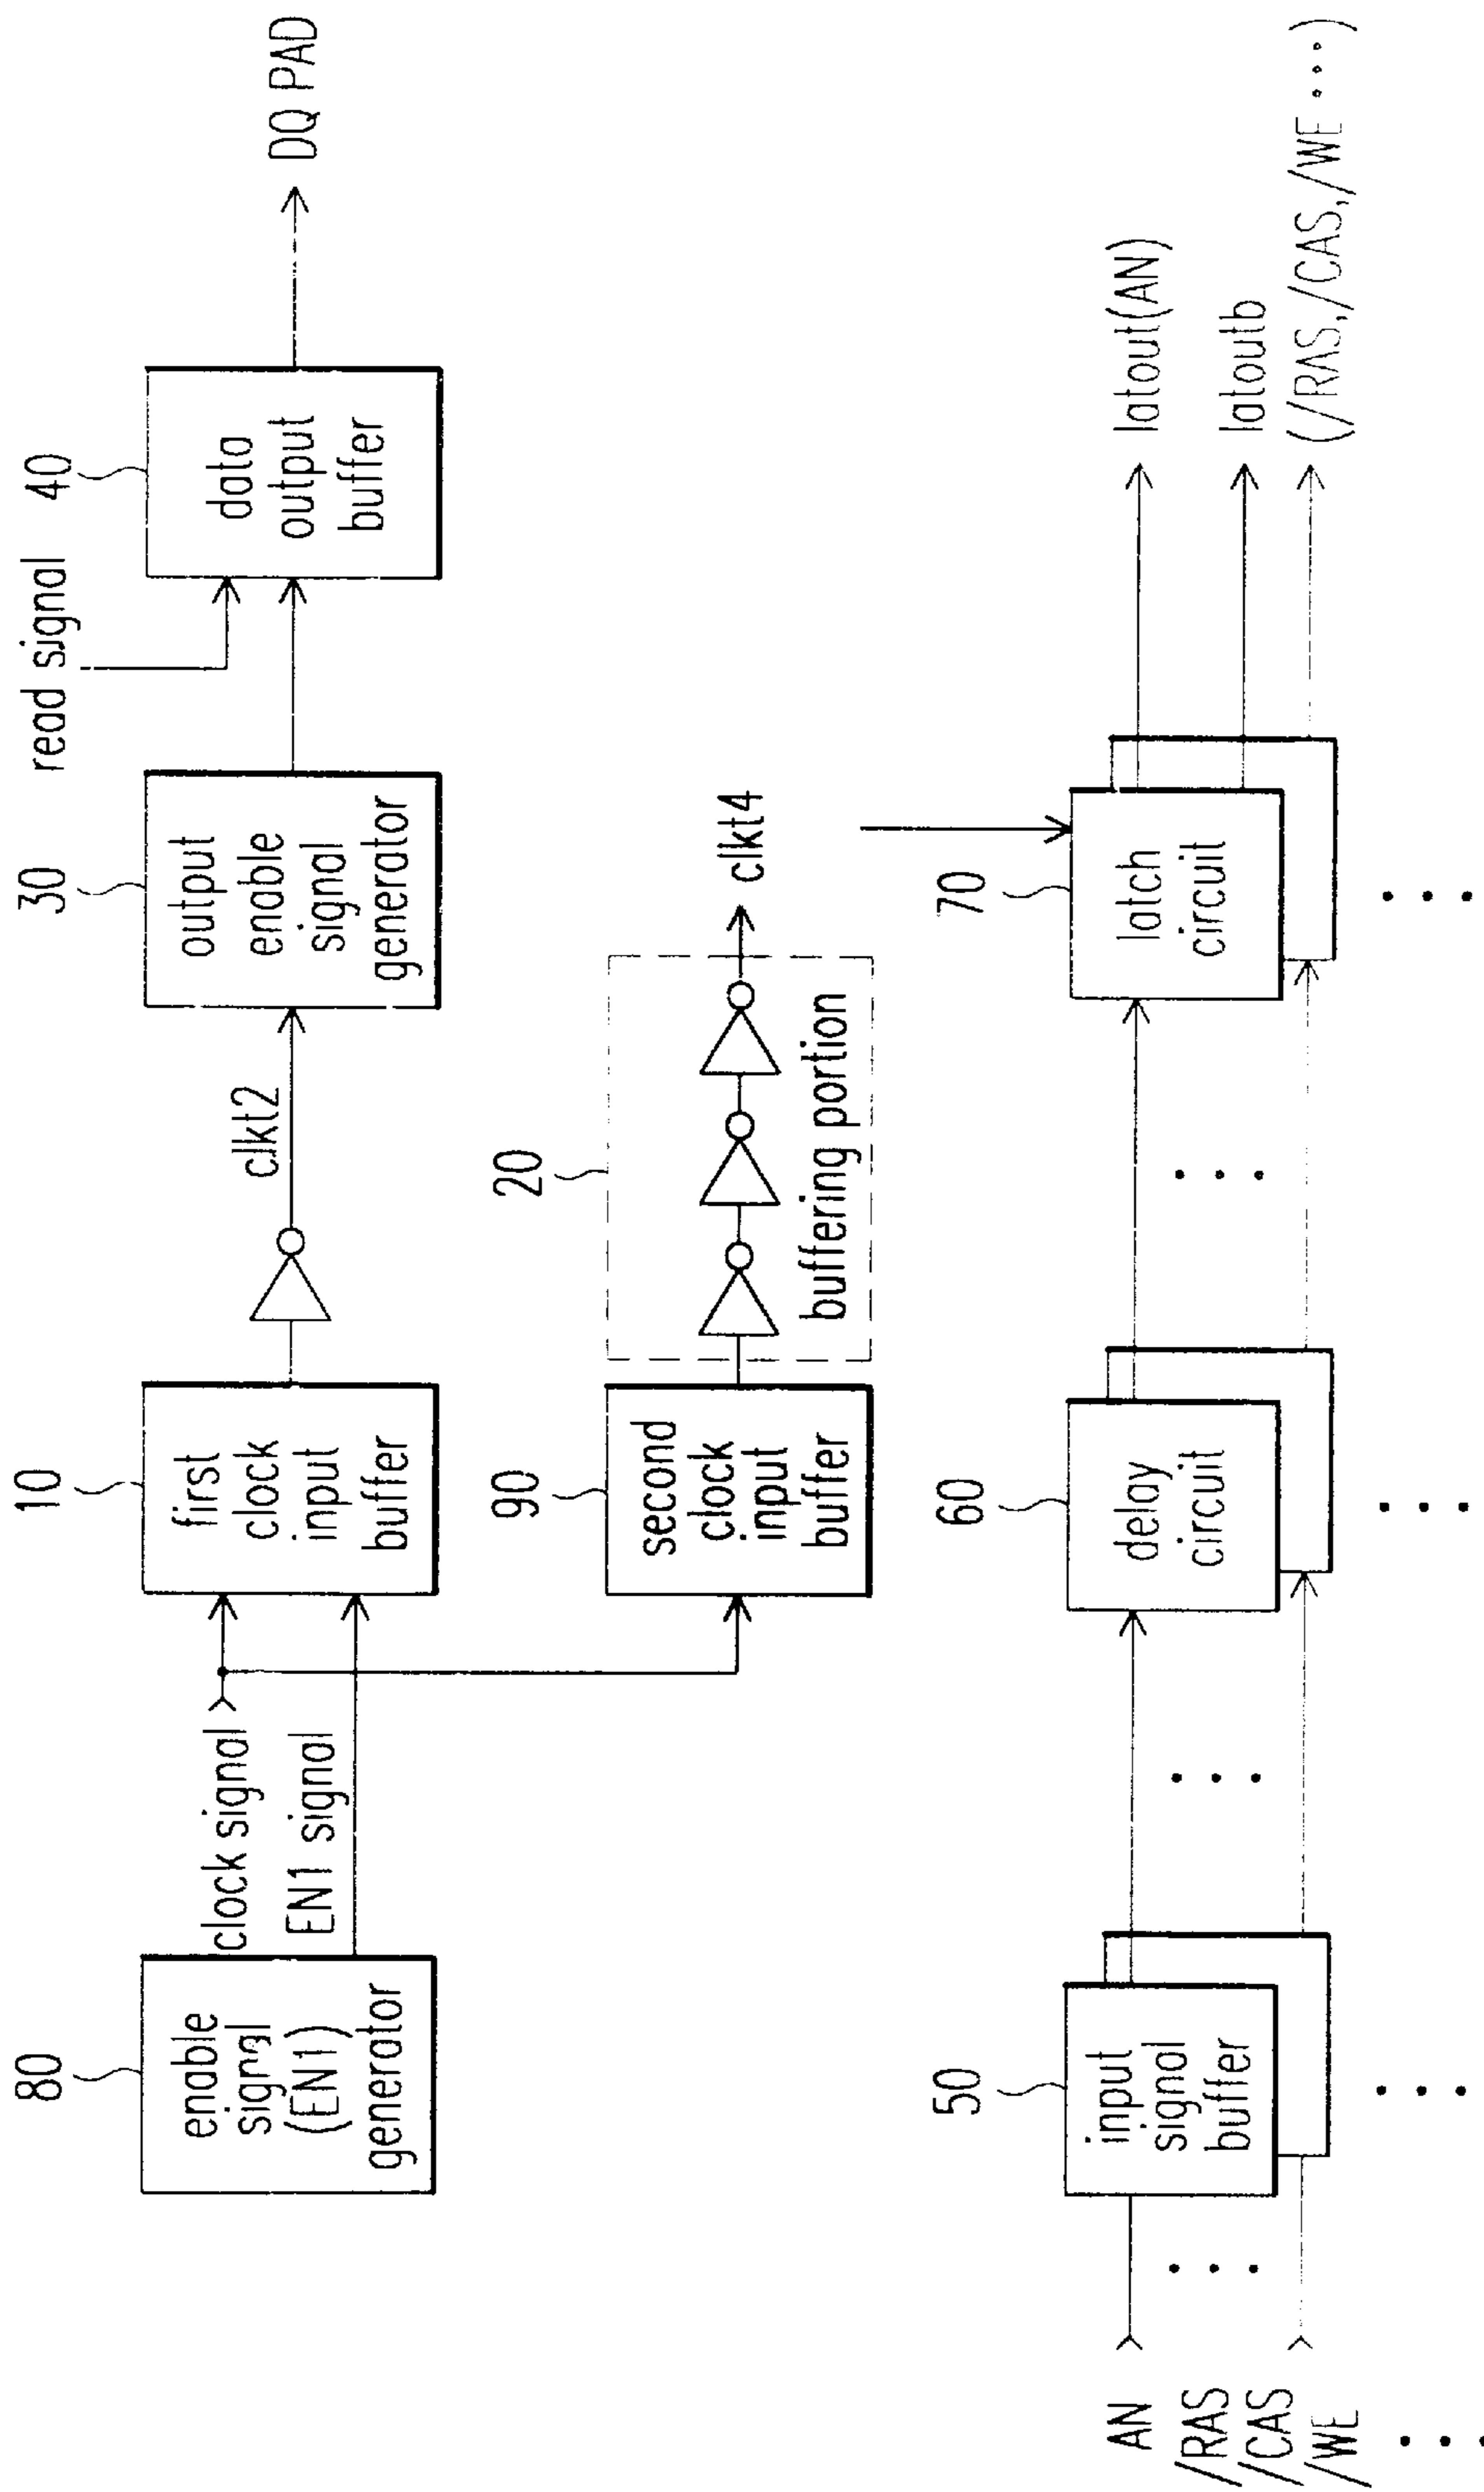 80
enable
signal
(EN1)
generator
clock signal
EN1 signal
10
first
clock
input
buffer
clkt2
30
output
enable
signal
generator
read signal
40
data
output
buffer
DQ PAD
90
second
clock
input
buffer
20
buffering portion
clkt4
AN
/RAS
/CAS
/WE
....
50
input
signal
buffer
60
delay
circuit
70
latch
circuit
latout(AN)
latoutb
(/RAS,/CAS,/WE ....)